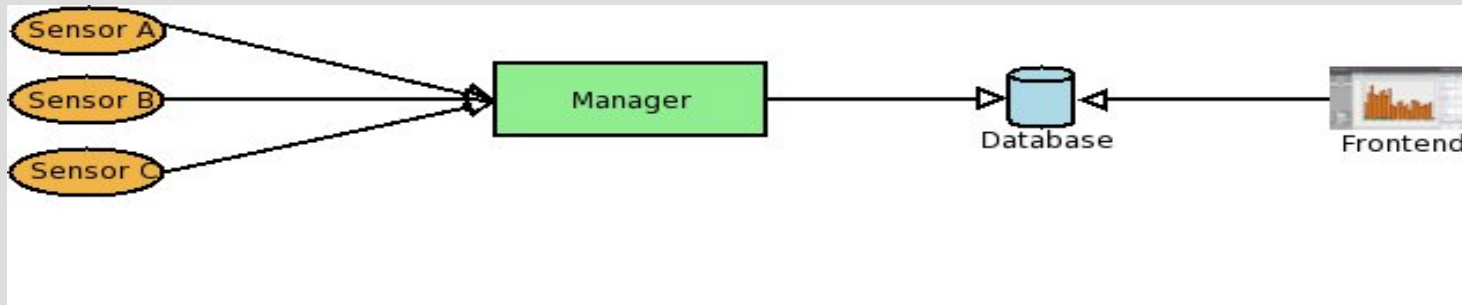 Sensor A
Sensor B
Sensor C
Manager
Database
Frontend